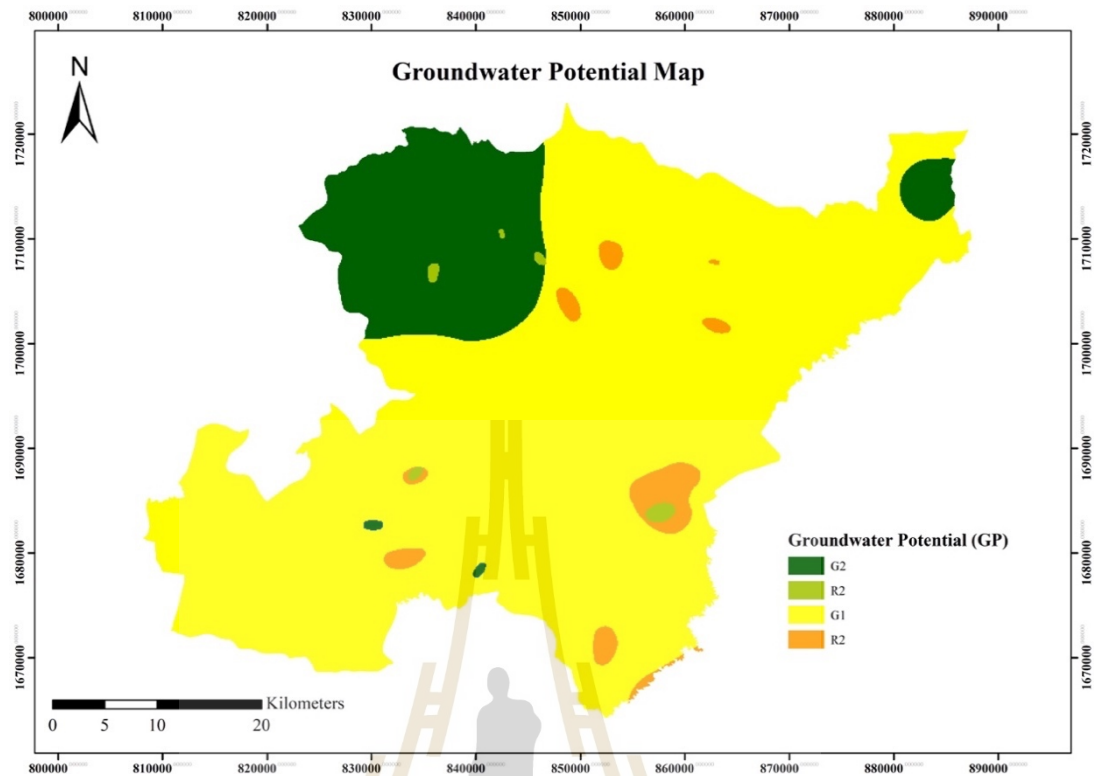 800000 810000 820000 830000 840000 850000 860000 870000 880000 890000
N
Groundwater Potential Map
1720000 1720000
1710000 1710000
1700000 1700000
1690000 1690000
1680000 1680000
1670000 1670000
Groundwater Potential (GP)
G2
R2
G1
R2
Kilometers
0 5 10 20
800000 810000 820000 830000 840000 850000 860000 870000 880000 890000